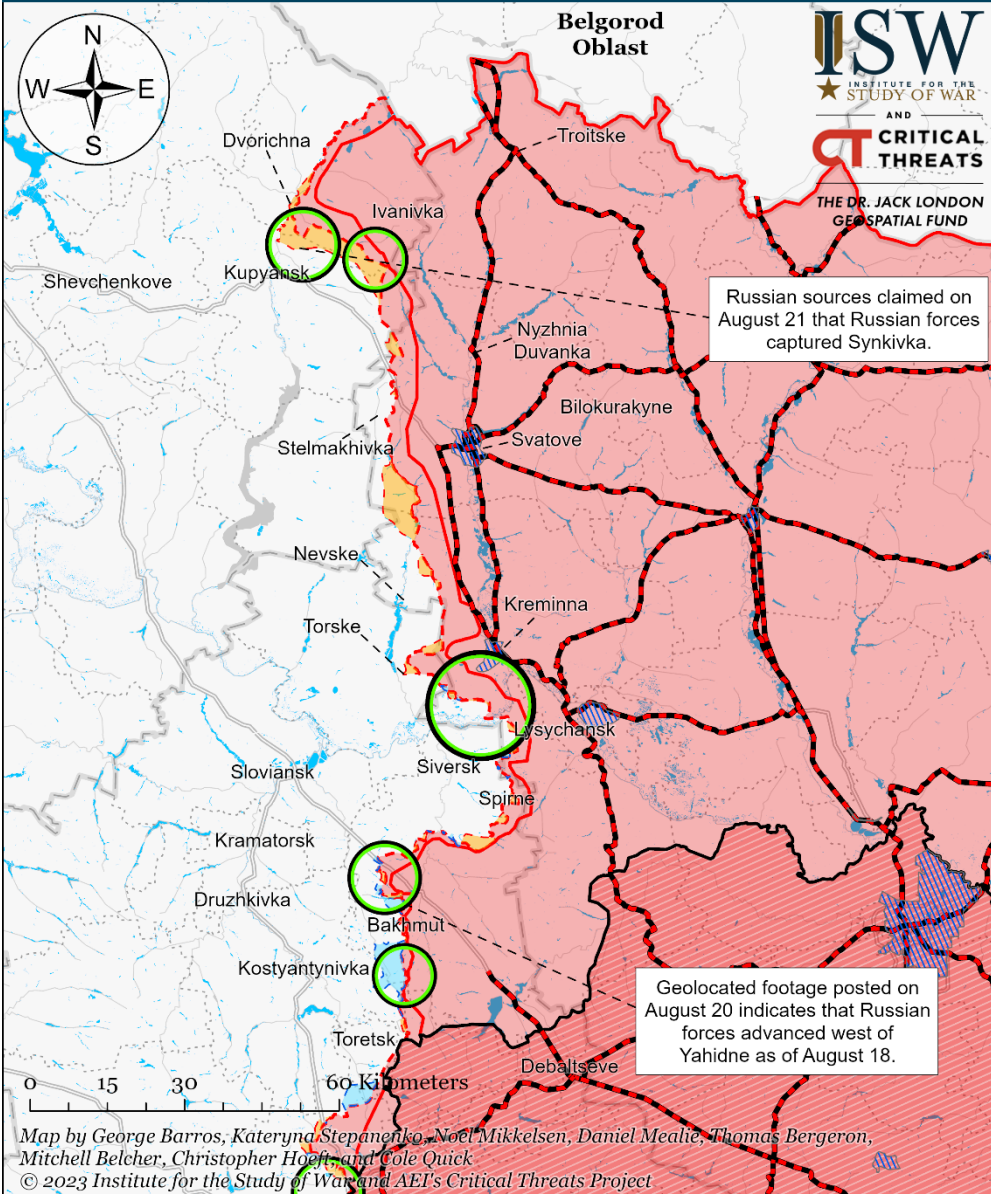 Belgorod
Oblast
ISW
INSTITUTE FOR THE
STUDY OF WAR
AND
CT CRITICAL
THREATS
THE DR. JACK LONDON
GEOSPATIAL FUND
N
W
E
S
Dvorichna
Troitske
Ivanivka
Kupyansk
Shevchenkove
Russian sources claimed on
August 21 that Russian forces
captured Synkivka.
Nyzhnia
Duvanka
Bilokurakyne
Svatove
Stelmakhivka
Nevske
Kreminna
Torske
Lysychansk
Siversk
Sloviansk
Spirne
Kramatorsk
Druzhkivka
Bakhmut
Kostyantynivka
Geolocated footage posted on
August 20 indicates that Russian
forces advanced west of
Yahidne as of August 18.
Toretsk
Debaltseve
0 15 30 60 Kilometers
Map by George Barros, Kateryna Stepanenko, Noel Mikkelsen, Daniel Mealie, Thomas Bergeron,
Mitchell Belcher, Christopher Hoeft, and Cole Quick
© 2023 Institute for the Study of War and AEI's Critical Threats Project